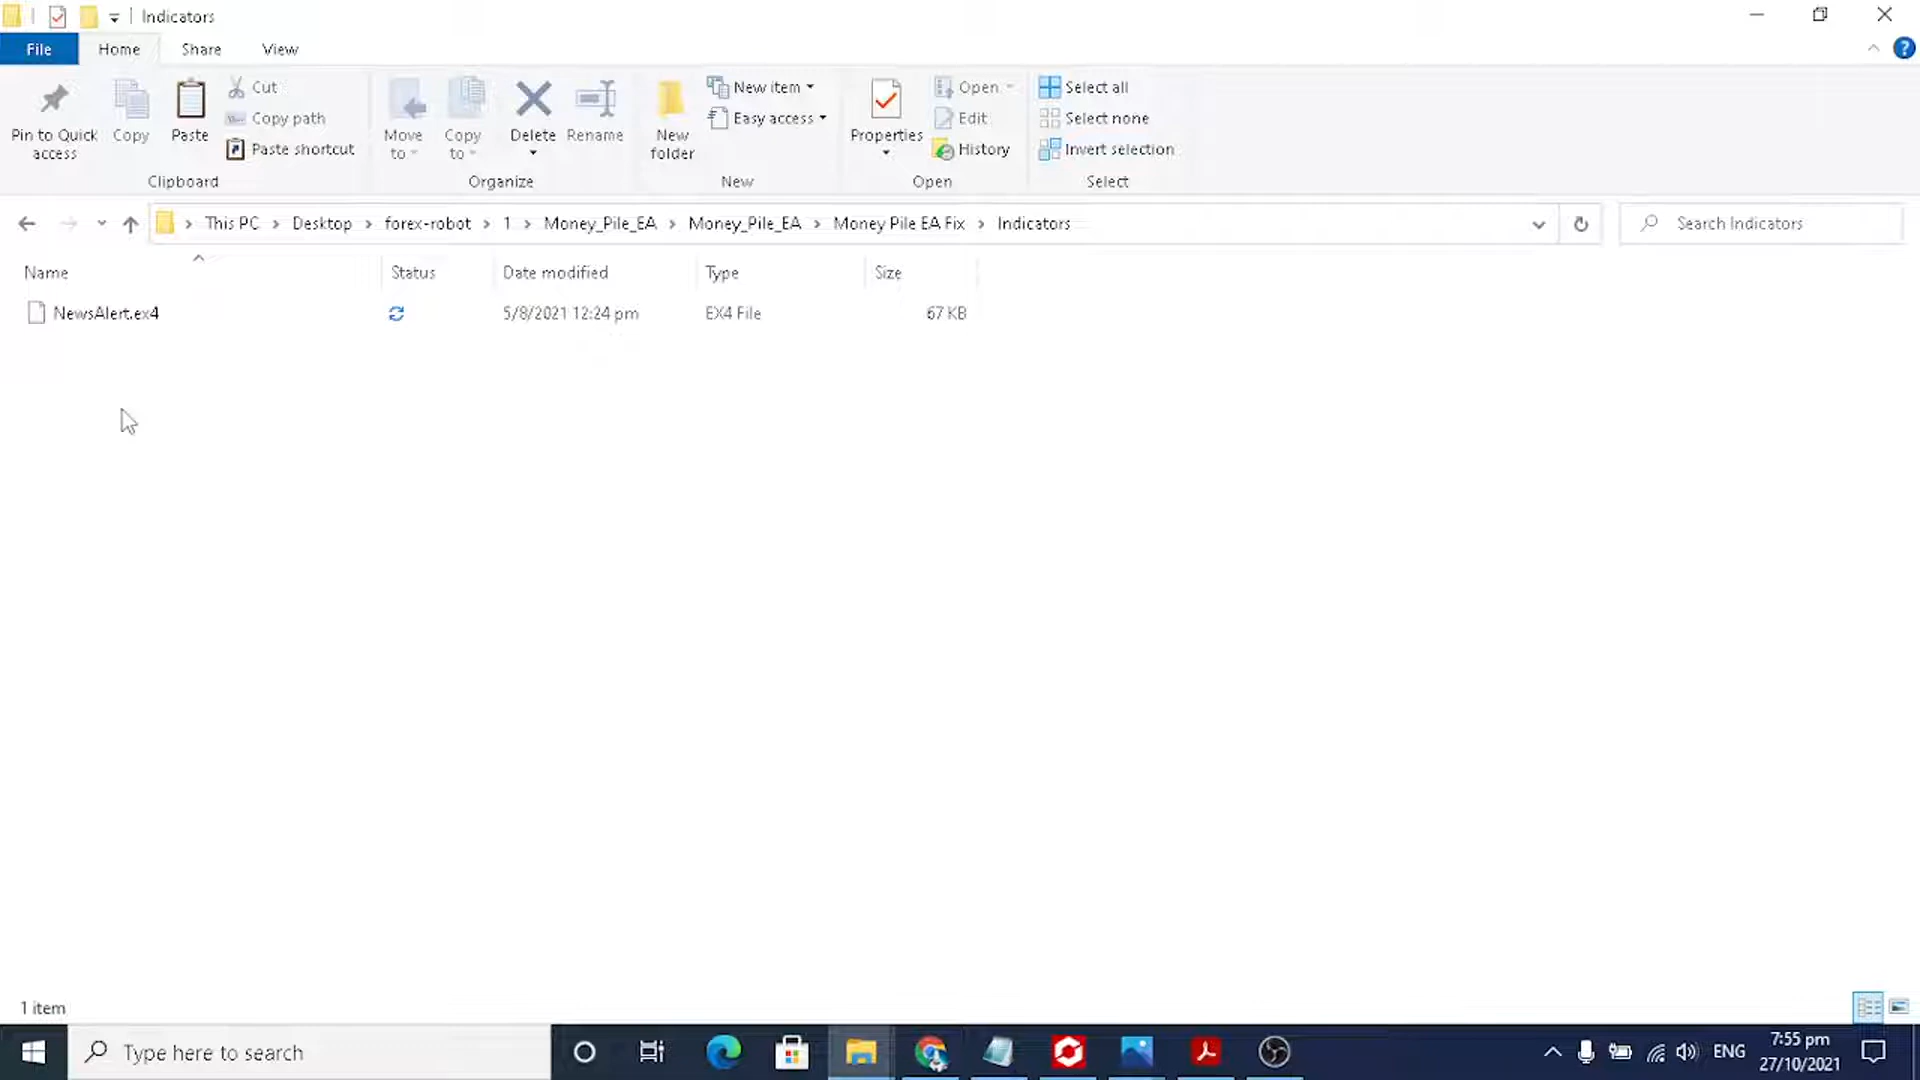 Indicators
File Home Share View
Pin to Quick access
Copy
Paste
Cut
Copy path
Paste shortcut
Clipboard
Move to
Copy to
Delete
Rename
Organize
New folder
New item
Easy access
New
Properties
Open
Edit
History
Open
Select all
Select none
Invert selection
Select
This PC > Desktop > forex-robot > 1 > Money_Pile_EA > Money_Pile_EA > Money Pile EA Fix > Indicators
Search Indicators
Name Status Date modified Type Size
NewsAlert.ex4 5/8/2021 12:24 pm EX4 File 67 KB
1 item
Type here to search
ENG
7:55 pm
27/10/2021